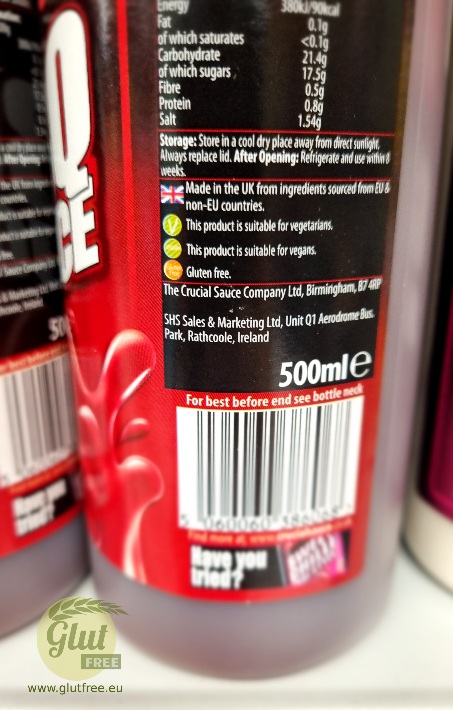 Energy 380kJ/90kcal
Fat 0.1g
of which saturates <0.1g
Carbohydrate 21.4g
of which sugars 17.5g
Fibre 0.5g
Protein 0.8g
Salt 1.54g
Storage: Store in a cool dry place away from direct sunlight.
Always replace lid. After Opening: Refrigerate and use within 8
weeks.
Made in the UK from ingredients sourced from EU &
non-EU countries.
This product is suitable for vegetarians.
This product is suitable for vegans.
Gluten free.
The Crucial Sauce Company Ltd, Birmingham, B7 4RP
SHS Sales & Marketing Ltd, Unit Q1 Aerodrome Bus.
Park, Rathcoole, Ireland
500ml e
For best before end see bottle neck
Have you
tried?
Q
CE
Have you
tried?
Glut
FREE
www.glutfree.eu